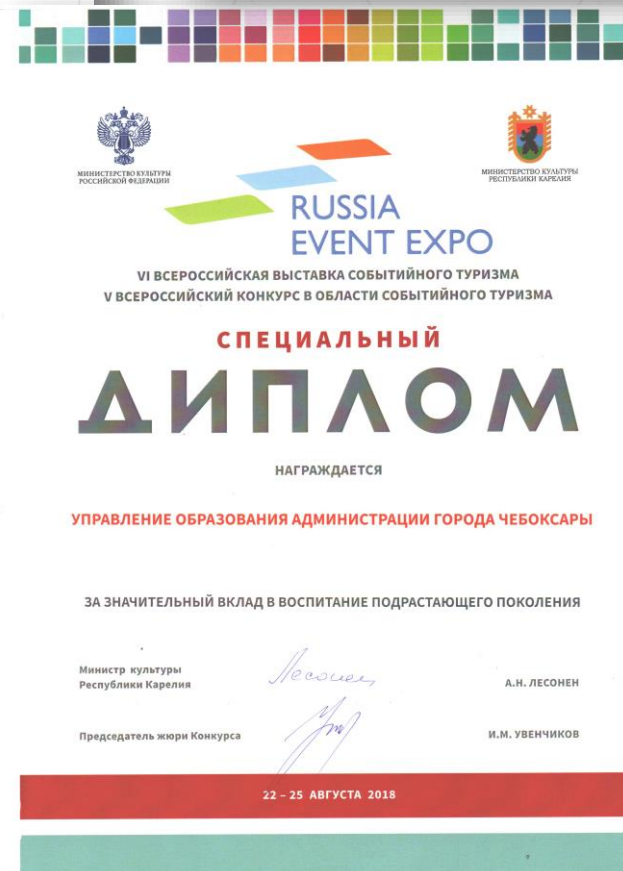 МИНИСТЕРСТВО КУЛЬТУРЫ
РОССИЙСКОЙ ФЕДЕРАЦИИ
МИНИСТЕРСТВО КУЛЬТУРЫ
РЕСПУБЛИКИ КАРЕЛИЯ
RUSSIA
EVENT EXPO
VI ВСЕРОССИЙСКАЯ ВЫСТАВКА СОБЫТИЙНОГО ТУРИЗМА
V ВСЕРОССИЙСКИЙ КОНКУРС В ОБЛАСТИ СОБЫТИЙНОГО ТУРИЗМА
СПЕЦИАЛЬНЫЙ
ДИПЛОМ
НАГРАЖДАЕТСЯ
УПРАВЛЕНИЕ ОБРАЗОВАНИЯ АДМИНИСТРАЦИИ ГОРОДА ЧЕБОКСАРЫ
ЗА ЗНАЧИТЕЛЬНЫЙ ВКЛАД В ВОСПИТАНИЕ ПОДРАСТАЮЩЕГО ПОКОЛЕНИЯ
Министр культуры
Республики Карелия
Лесонен
А.Н. ЛЕСОНЕН
Председатель жюри Конкурса
И.М. УВЕНЧИКОВ
22 – 25 АВГУСТА 2018